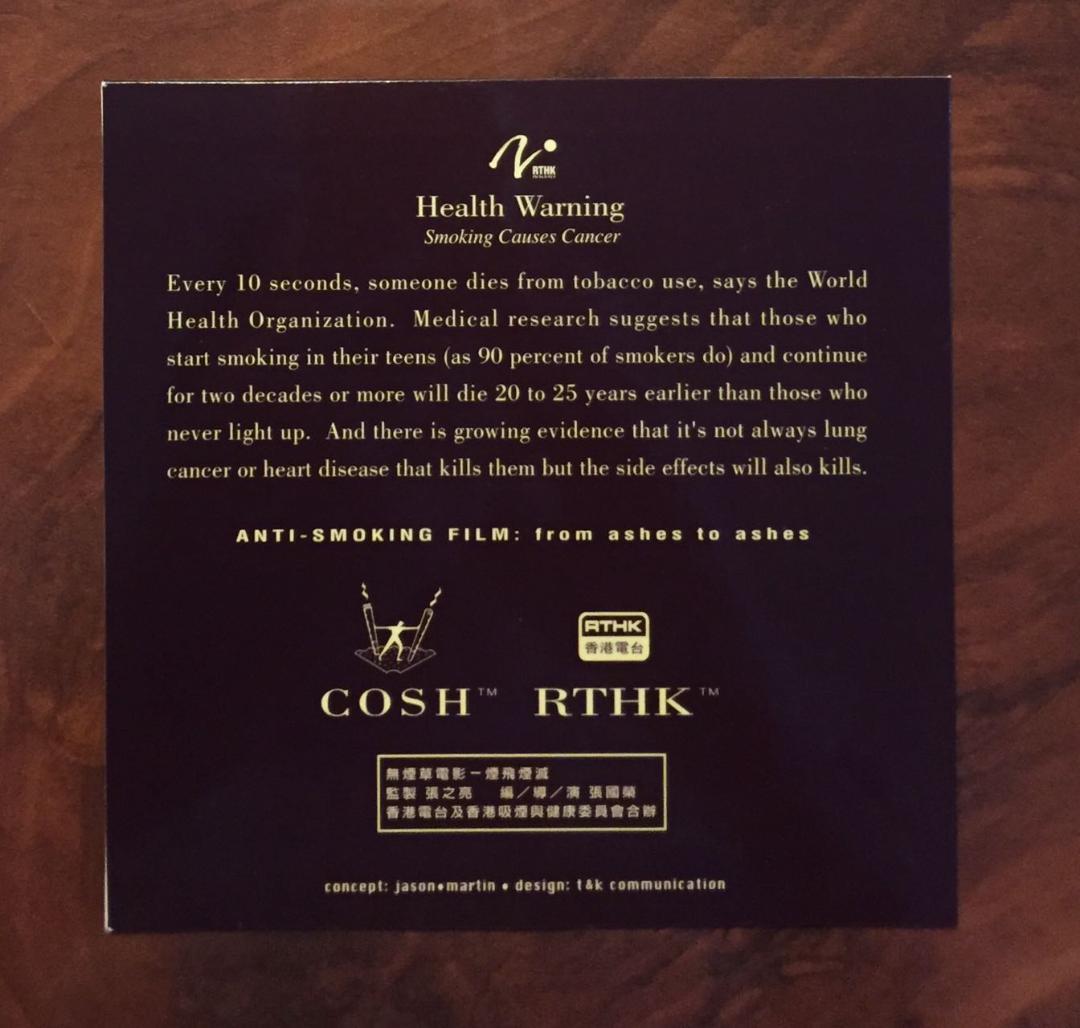 RTHK
Health Warning
Smoking Causes Cancer
Every 10 seconds, someone dies from tobacco use, says the World
Health Organization. Medical research suggests that those who
start smoking in their teens (as 90 percent of smokers do) and continue
for two decades or more will die 20 to 25 years earlier than those who
never light up. And there is growing evidence that it's not always lung
cancer or heart disease that kills them but the side effects will also kills.
ANTI-SMOKING FILM: from ashes to ashes
RTHK
香港電台
COSH™ RTHK™
無煙草電影－煙飛煙滅
監製 張之亮 編／導／演 張國榮
香港電台及香港吸煙與健康委員會合辦
concept: jason•martin • design: t&k communication